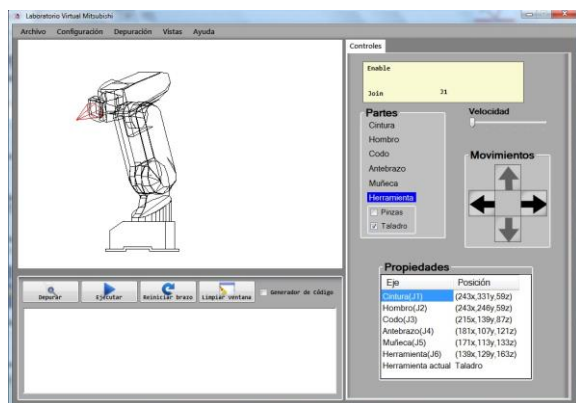 Laboratorio Virtual Mitsubishi
Archivo Configuración Depuración Vistas Ayuda
Controles
Enable
Join J1
Partes
Cintura
Hombro
Codo
Antebrazo
Muñeca
Herramienta
Pinzas
Taladro
Velocidad
Movimientos
Depurar Ejecutar Reiniciar brazo Limpiar ventana Generador de Código
Propiedades
Eje Posición
Cintura(J1) (243x,331y,59z)
Hombro(J2) (243x,246y,59z)
Codo(J3) (215x,139y,87z)
Antebrazo(J4) (181x,107y,121z)
Muñeca(J5) (171x,113y,133z)
Herramienta(J6) (139x,129y,163z)
Herramienta actual Taladro